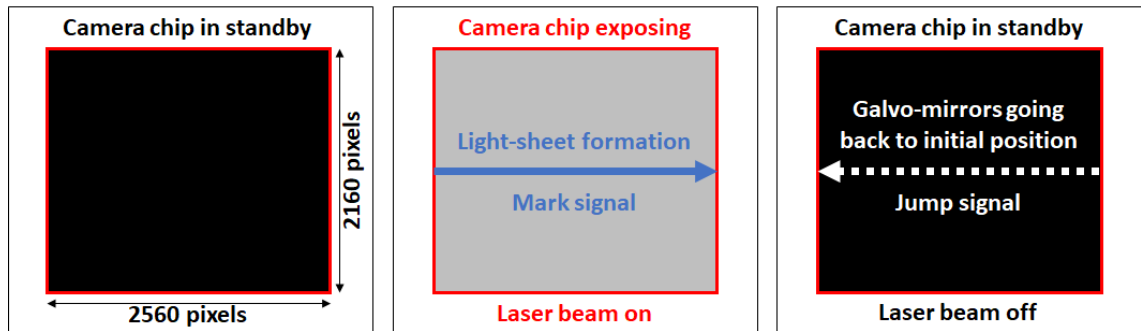 Camera chip in standby
2160 pixels
2560 pixels
Camera chip exposing
Light-sheet formation
Mark signal
Laser beam on
Camera chip in standby
Galvo-mirrors going
back to initial position
Jump signal
Laser beam off